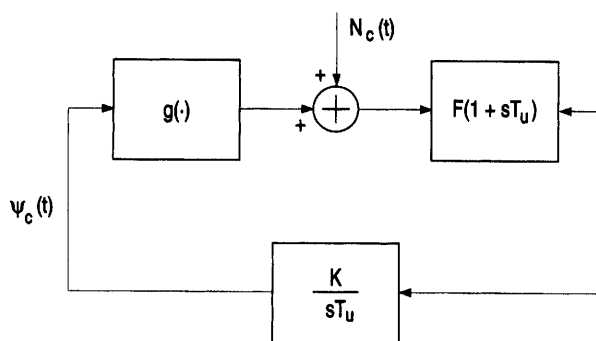 N_c(t)
+
g(·)
+
F(1 + sT_u)
ψ_c(t)
K
sT_u